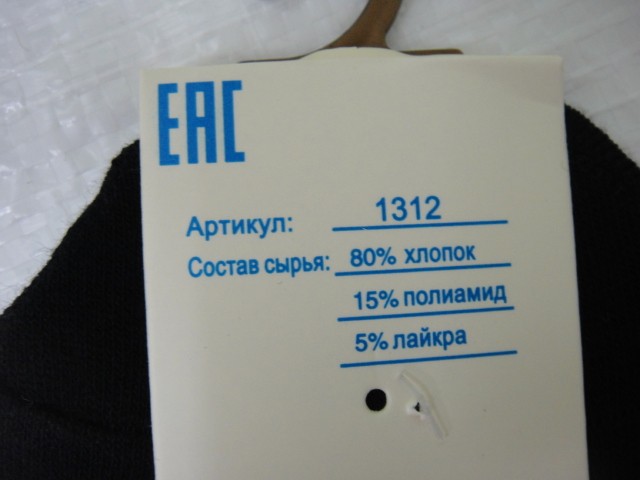 EAC
Артикул: 1312
Состав сырья: 80% хлопок
15% полиамид
5% лайкра